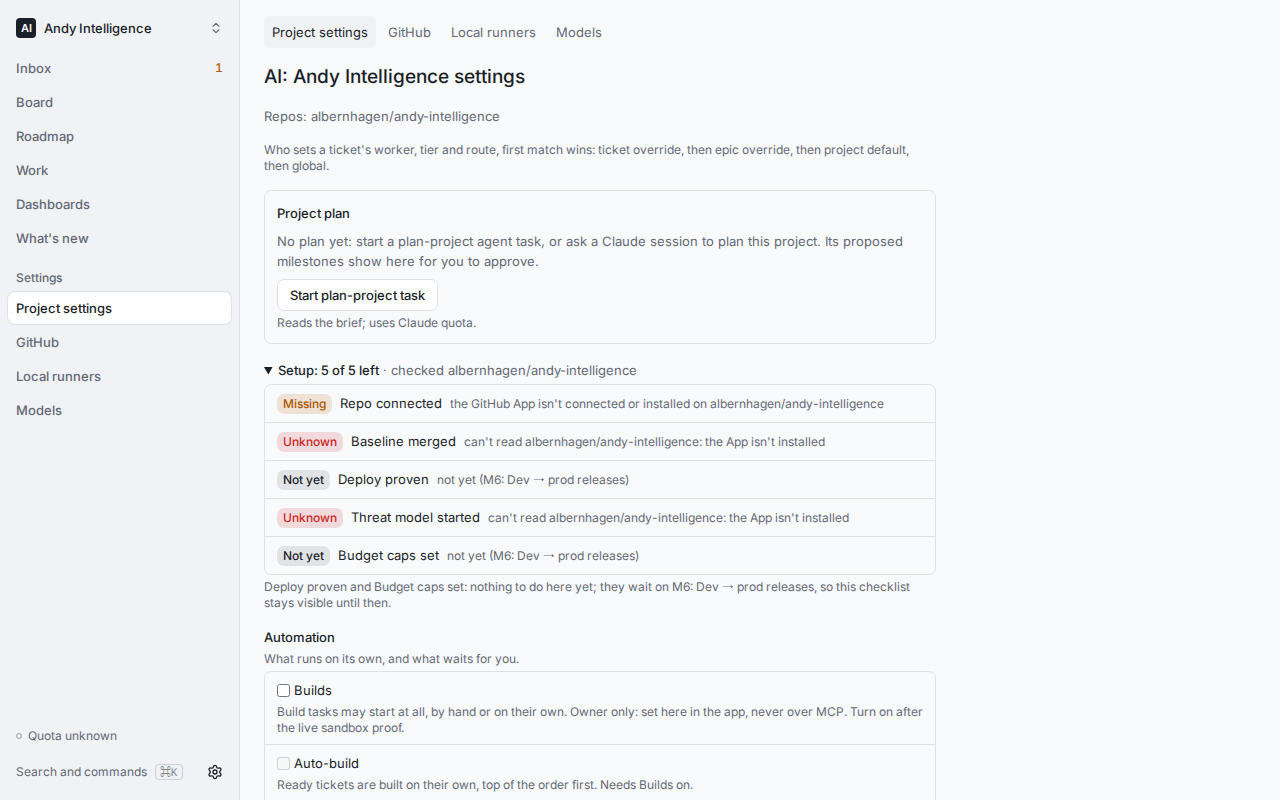 AI Andy Intelligence
Inbox 1
Board
Roadmap
Work
Dashboards
What's new
Settings
Project settings
GitHub
Local runners
Models
Quota unknown
Search and commands ⌘K
Project settings GitHub Local runners Models
AI: Andy Intelligence settings
Repos: albernhagen/andy-intelligence
Who sets a ticket's worker, tier and route, first match wins: ticket override, then epic override, then project default,
then global.
Project plan
No plan yet: start a plan-project agent task, or ask a Claude session to plan this project. Its proposed
milestones show here for you to approve.
Start plan-project task
Reads the brief; uses Claude quota.
▼ Setup: 5 of 5 left · checked albernhagen/andy-intelligence
Missing Repo connected the GitHub App isn't connected or installed on albernhagen/andy-intelligence
Unknown Baseline merged can't read albernhagen/andy-intelligence: the App isn't installed
Not yet Deploy proven not yet (M6: Dev → prod releases)
Unknown Threat model started can't read albernhagen/andy-intelligence: the App isn't installed
Not yet Budget caps set not yet (M6: Dev → prod releases)
Deploy proven and Budget caps set: nothing to do here yet; they wait on M6: Dev → prod releases, so this checklist
stays visible until then.
Automation
What runs on its own, and what waits for you.
Builds
Build tasks may start at all, by hand or on their own. Owner only: set here in the app, never over MCP. Turn on after
the live sandbox proof.
Auto-build
Ready tickets are built on their own, top of the order first. Needs Builds on.